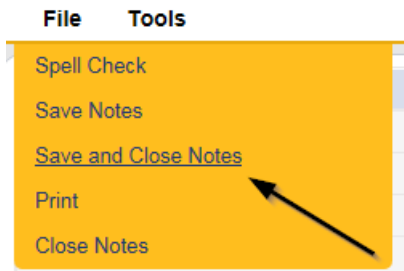 File Tools
Spell Check
Save Notes
Save and Close Notes
Print
Close Notes